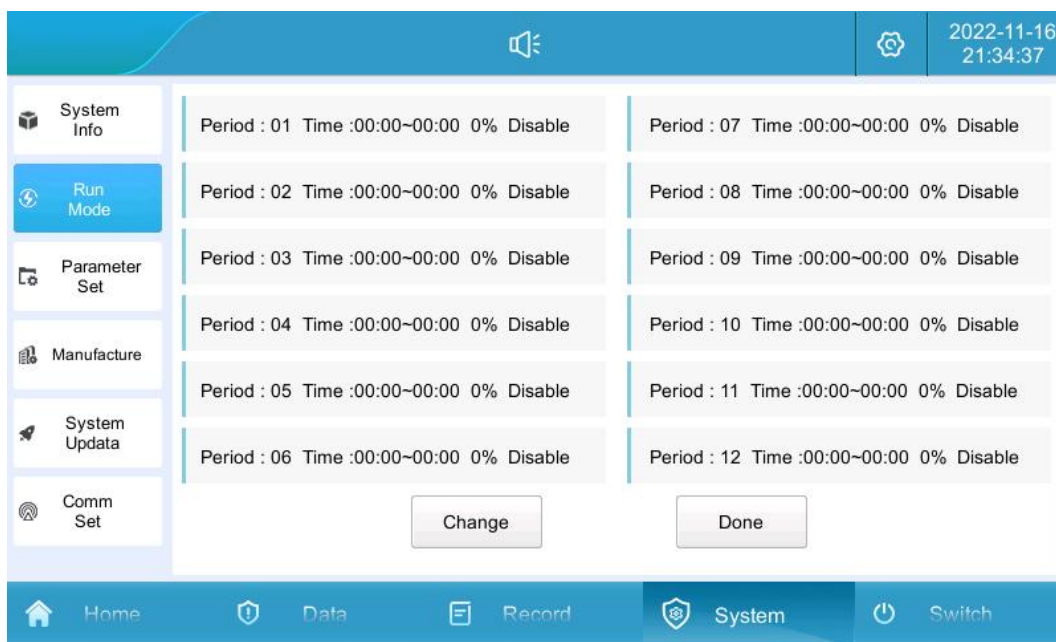 2022-11-16
21:34:37
System
Info
Run
Mode
Parameter
Set
Manufacture
System
Updata
Comm
Set
Period : 01 Time :00:00~00:00 0% Disable
Period : 02 Time :00:00~00:00 0% Disable
Period : 03 Time :00:00~00:00 0% Disable
Period : 04 Time :00:00~00:00 0% Disable
Period : 05 Time :00:00~00:00 0% Disable
Period : 06 Time :00:00~00:00 0% Disable
Period : 07 Time :00:00~00:00 0% Disable
Period : 08 Time :00:00~00:00 0% Disable
Period : 09 Time :00:00~00:00 0% Disable
Period : 10 Time :00:00~00:00 0% Disable
Period : 11 Time :00:00~00:00 0% Disable
Period : 12 Time :00:00~00:00 0% Disable
Change
Done
Home
Data
Record
System
Switch